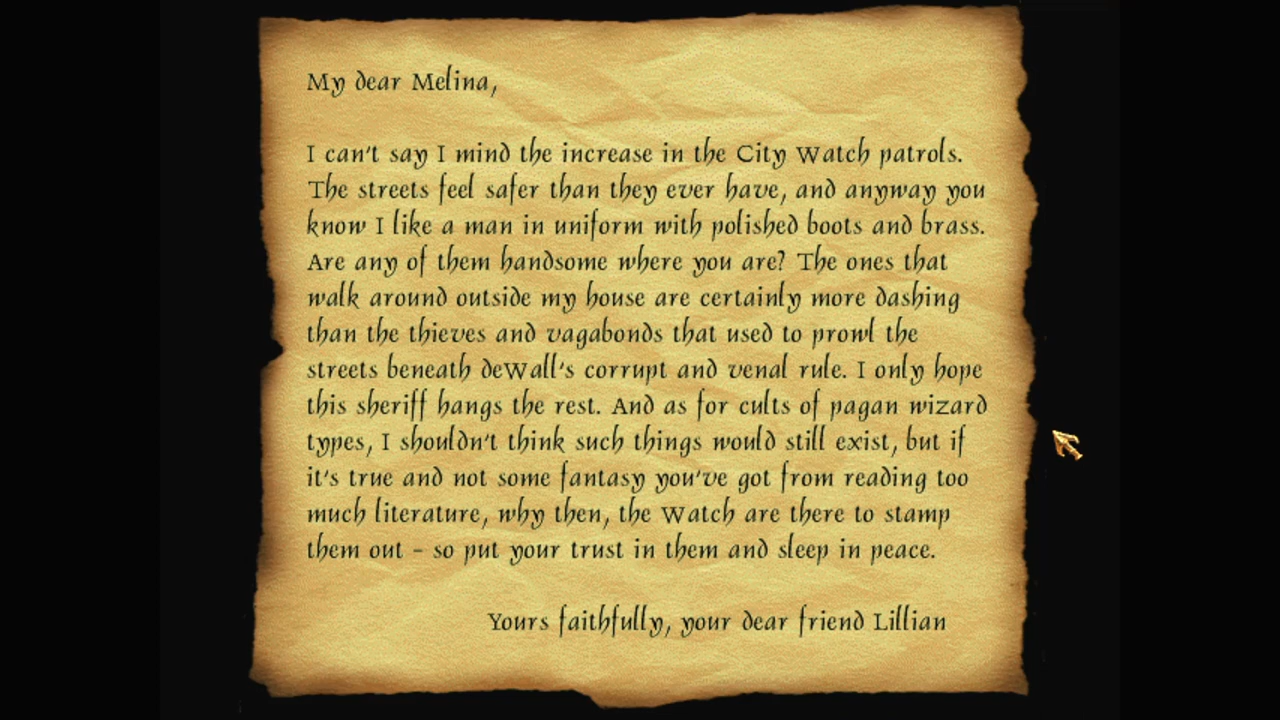 My dear Melina,
I can't say I mind the increase in the City Watch patrols.
The streets feel safer than they ever have, and anyway you
know I like a man in uniform with polished boots and brass.
Are any of them handsome where you are? The ones that
walk around outside my house are certainly more dashing
than the thieves and vagabonds that used to prowl the
streets beneath deWall's corrupt and venal rule. I only hope
this sheriff hangs the rest. And as for cults of pagan wizard
types, I shouldn't think such things would still exist, but if
it's true and not some fantasy you've got from reading too
much literature, why then, the Watch are there to stamp
them out - so put your trust in them and sleep in peace.
Yours faithfully, your dear friend Lillian